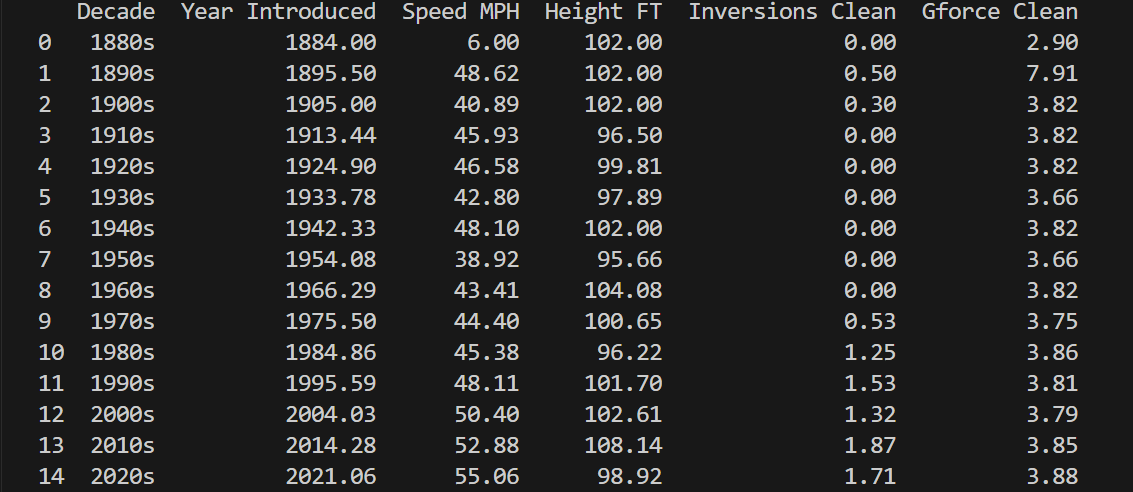 Decade Year Introduced Speed MPH Height FT Inversions Clean Gforce Clean
0 1880s 1884.00 6.00 102.00 0.00 2.90
1 1890s 1895.50 48.62 102.00 0.50 7.91
2 1900s 1905.00 40.89 102.00 0.30 3.82
3 1910s 1913.44 45.93 96.50 0.00 3.82
4 1920s 1924.90 46.58 99.81 0.00 3.82
5 1930s 1933.78 42.80 97.89 0.00 3.66
6 1940s 1942.33 48.10 102.00 0.00 3.82
7 1950s 1954.08 38.92 95.66 0.00 3.66
8 1960s 1966.29 43.41 104.08 0.00 3.82
9 1970s 1975.50 44.40 100.65 0.53 3.75
10 1980s 1984.86 45.38 96.22 1.25 3.86
11 1990s 1995.59 48.11 101.70 1.53 3.81
12 2000s 2004.03 50.40 102.61 1.32 3.79
13 2010s 2014.28 52.88 108.14 1.87 3.85
14 2020s 2021.06 55.06 98.92 1.71 3.88